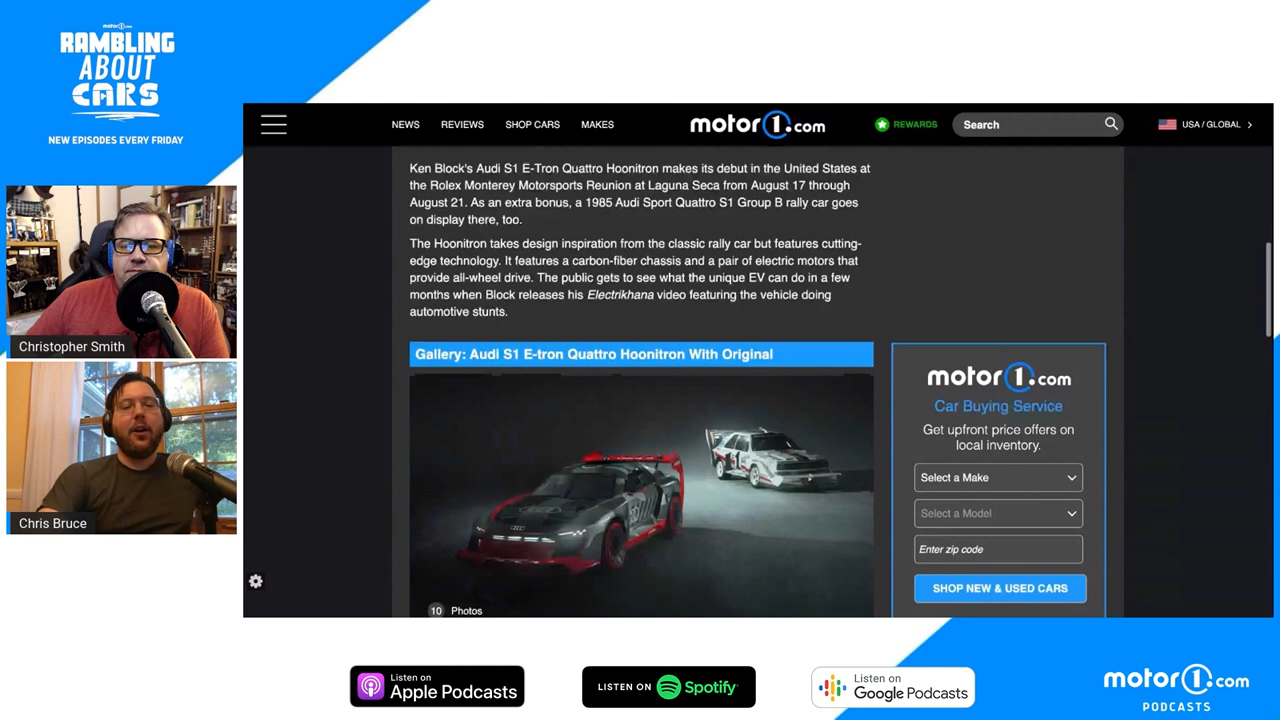 motor1.com
RAMBLING
ABOUT
CARS
NEW EPISODES EVERY FRIDAY
NEWS REVIEWS SHOP CARS MAKES motor1.com REWARDS Search USA / GLOBAL
Ken Block's Audi S1 E-Tron Quattro Hoonitron makes its debut in the United States at
the Rolex Monterey Motorsports Reunion at Laguna Seca from August 17 through
August 21. As an extra bonus, a 1985 Audi Sport Quattro S1 Group B rally car goes
on display there, too.
The Hoonitron takes design inspiration from the classic rally car but features cutting-
edge technology. It features a carbon-fiber chassis and a pair of electric motors that
provide all-wheel drive. The public gets to see what the unique EV can do in a few
months when Block releases his Electrikhana video featuring the vehicle doing
automotive stunts.
Gallery: Audi S1 E-tron Quattro Hoonitron With Original
10 Photos
motor1.com
Car Buying Service
Get upfront price offers on
local inventory.
Select a Make
Select a Model
Enter zip code
SHOP NEW & USED CARS
Christopher Smith
Chris Bruce
Listen on
Apple Podcasts
LISTEN ON Spotify
Listen on
Google Podcasts
motor1.com
PODCASTS